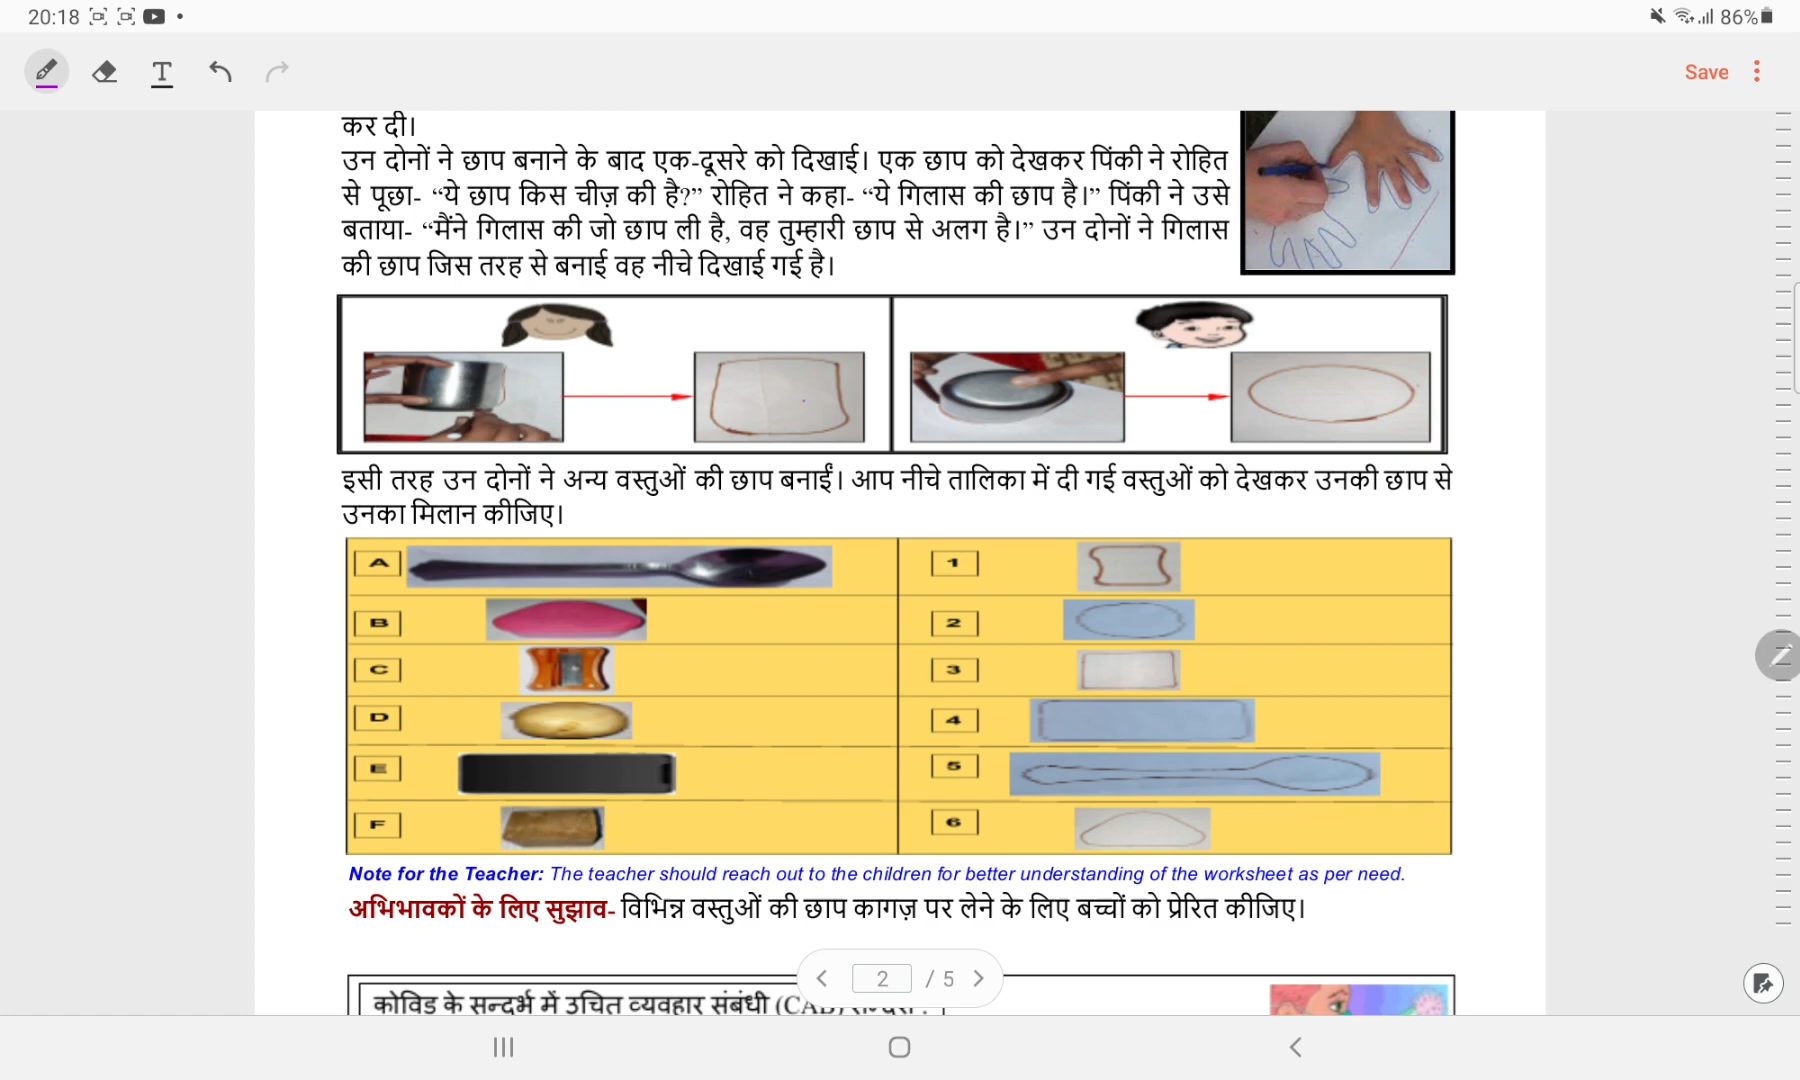 20:18
86%
Save
कर दी।
उन दोनों ने छाप बनाने के बाद एक-दूसरे को दिखाई। एक छाप को देखकर पिंकी ने रोहित
से पूछा- “ये छाप किस चीज़ की है?” रोहित ने कहा- “ये गिलास की छाप है।” पिंकी ने उसे
बताया- “मैंने गिलास की जो छाप ली है, वह तुम्हारी छाप से अलग है।” उन दोनों ने गिलास
की छाप जिस तरह से बनाई वह नीचे दिखाई गई है।
इसी तरह उन दोनों ने अन्य वस्तुओं की छाप बनाईं। आप नीचे तालिका में दी गई वस्तुओं को देखकर उनकी छाप से
उनका मिलान कीजिए।
A 1
B 2
C 3
D 4
E 5
F 6
Note for the Teacher: The teacher should reach out to the children for better understanding of the worksheet as per need.
अभिभावकों के लिए सुझाव- विभिन्न वस्तुओं की छाप कागज़ पर लेने के लिए बच्चों को प्रेरित कीजिए।
2 / 5
कोविड के सन्दर्भ में उचित व्यवहार संबंधी (CAB)